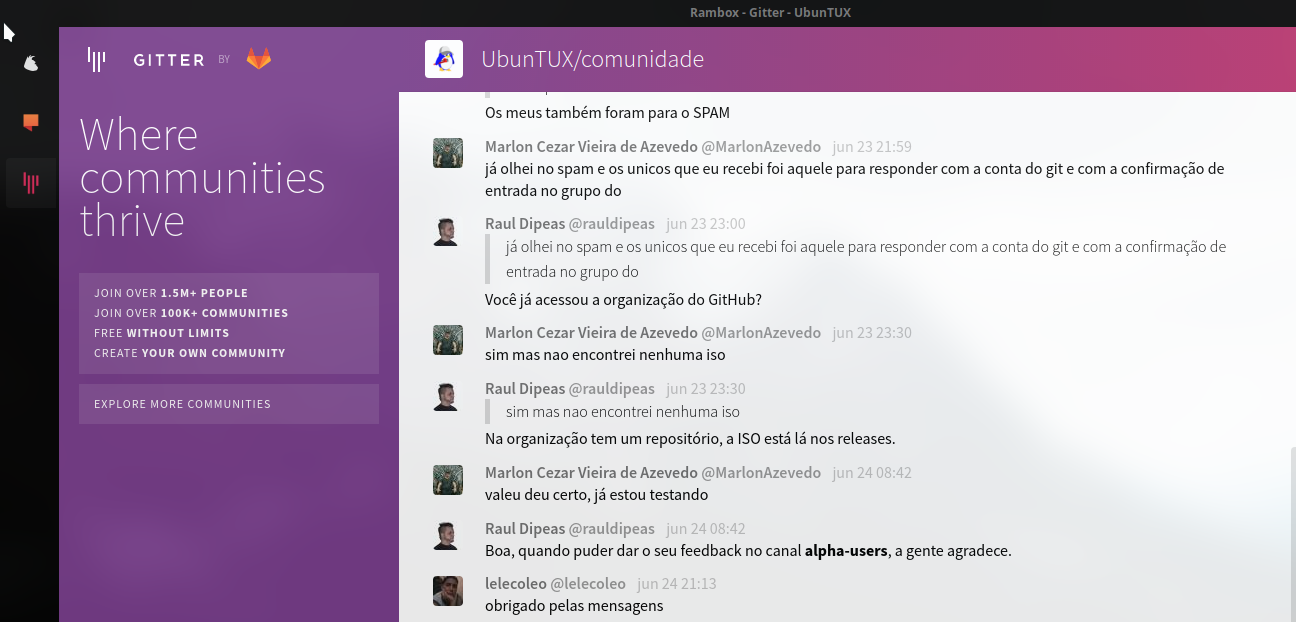 Rambox - Gitter - UbunTUX
GITTER BY
UbunTUX/comunidade
Where
communities
thrive
JOIN OVER 1.5M+ PEOPLE
JOIN OVER 100K+ COMMUNITIES
FREE WITHOUT LIMITS
CREATE YOUR OWN COMMUNITY
EXPLORE MORE COMMUNITIES
Os meus também foram para o SPAM
Marlon Cezar Vieira de Azevedo @MarlonAzevedo jun 23 21:59
já olhei no spam e os unicos que eu recebi foi aquele para responder com a conta do git e com a confirmação de
entrada no grupo do
Raul Dipeas @rauldipeas jun 23 23:00
já olhei no spam e os unicos que eu recebi foi aquele para responder com a conta do git e com a confirmação de
entrada no grupo do
Você já acessou a organização do GitHub?
Marlon Cezar Vieira de Azevedo @MarlonAzevedo jun 23 23:30
sim mas nao encontrei nenhuma iso
Raul Dipeas @rauldipeas jun 23 23:30
sim mas nao encontrei nenhuma iso
Na organização tem um repositório, a ISO está lá nos releases.
Marlon Cezar Vieira de Azevedo @MarlonAzevedo jun 24 08:42
valeu deu certo, já estou testando
Raul Dipeas @rauldipeas jun 24 08:42
Boa, quando puder dar o seu feedback no canal alpha-users, a gente agradece.
lelecoleo @lelecoleo jun 24 21:13
obrigado pelas mensagens